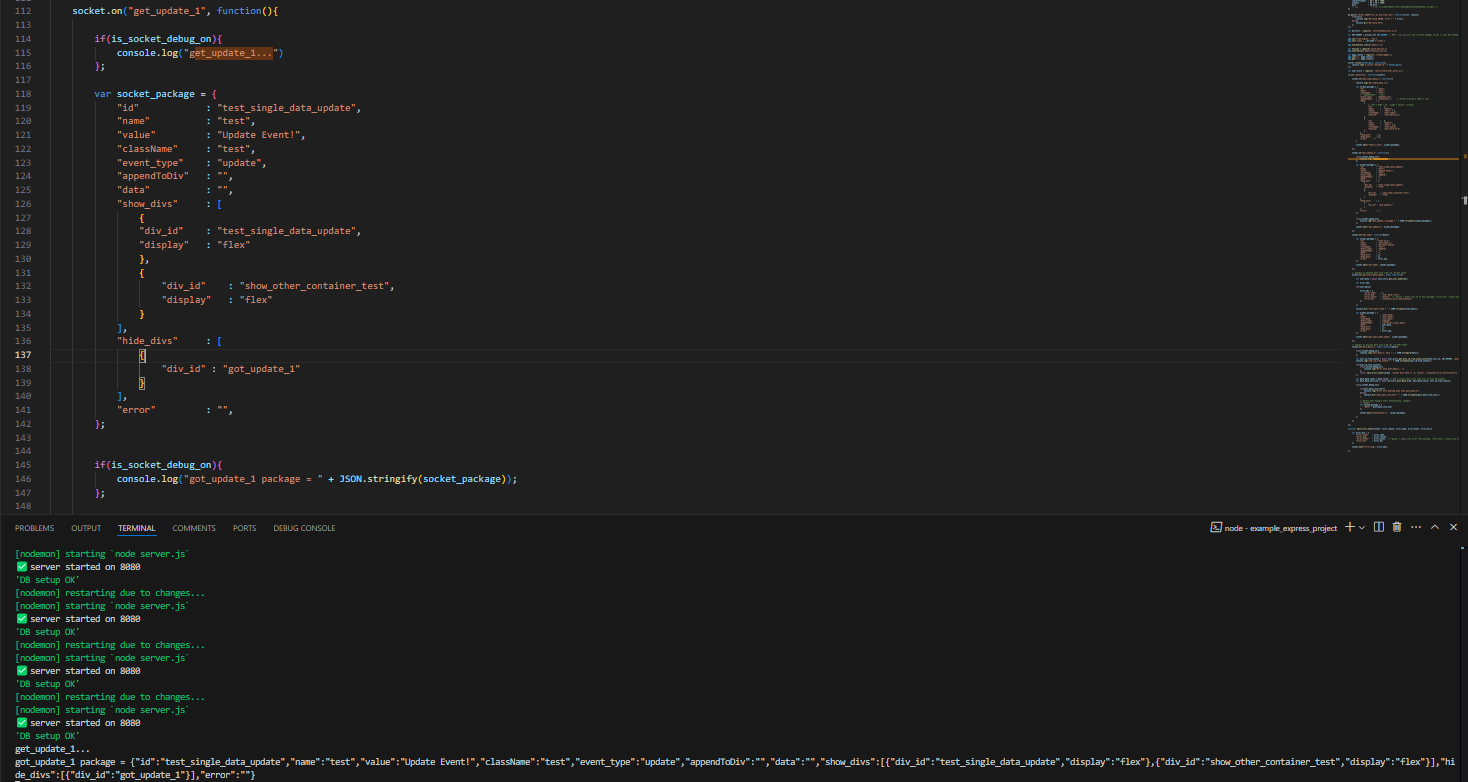 112 socket.on("get_update_1", function(){
113
114 if(is_socket_debug_on){
115 console.log("get_update_1...")
116 };
117
118 var socket_package = {
119 "id" : "test_single_data_update",
120 "name" : "test",
121 "value" : "Update Event!",
122 "className" : "test",
123 "event_type" : "update",
124 "appendToDiv" : "",
125 "data" : "",
126 "show_divs" : [
127 {
128 "div_id" : "test_single_data_update",
129 "display" : "flex"
130 },
131 {
132 "div_id" : "show_other_container_test",
133 "display" : "flex"
134 }
135 ],
136 "hide_divs" : [
137 {
138 "div_id" : "got_update_1"
139 }
140 ],
141 "error" : "",
142 };
143
144
145 if(is_socket_debug_on){
146 console.log("got_update_1 package = " + JSON.stringify(socket_package));
147 };
148
PROBLEMS OUTPUT TERMINAL COMMENTS PORTS DEBUG CONSOLE node - example_express_project
[nodemon] starting `node server.js`
✅ server started on 8080
'DB setup OK'
[nodemon] restarting due to changes...
[nodemon] starting `node server.js`
✅ server started on 8080
'DB setup OK'
[nodemon] restarting due to changes...
[nodemon] starting `node server.js`
✅ server started on 8080
'DB setup OK'
[nodemon] restarting due to changes...
[nodemon] starting `node server.js`
✅ server started on 8080
'DB setup OK'
get_update_1...
got_update_1 package = {"id":"test_single_data_update","name":"test","value":"Update Event!","className":"test","event_type":"update","appendToDiv":"","data":"","show_divs":[{"div_id":"test_single_data_update","display":"flex"},{"div_id":"show_other_container_test","display":"flex"}],"hi
de_divs":[{"div_id":"got_update_1"}],"error":""}